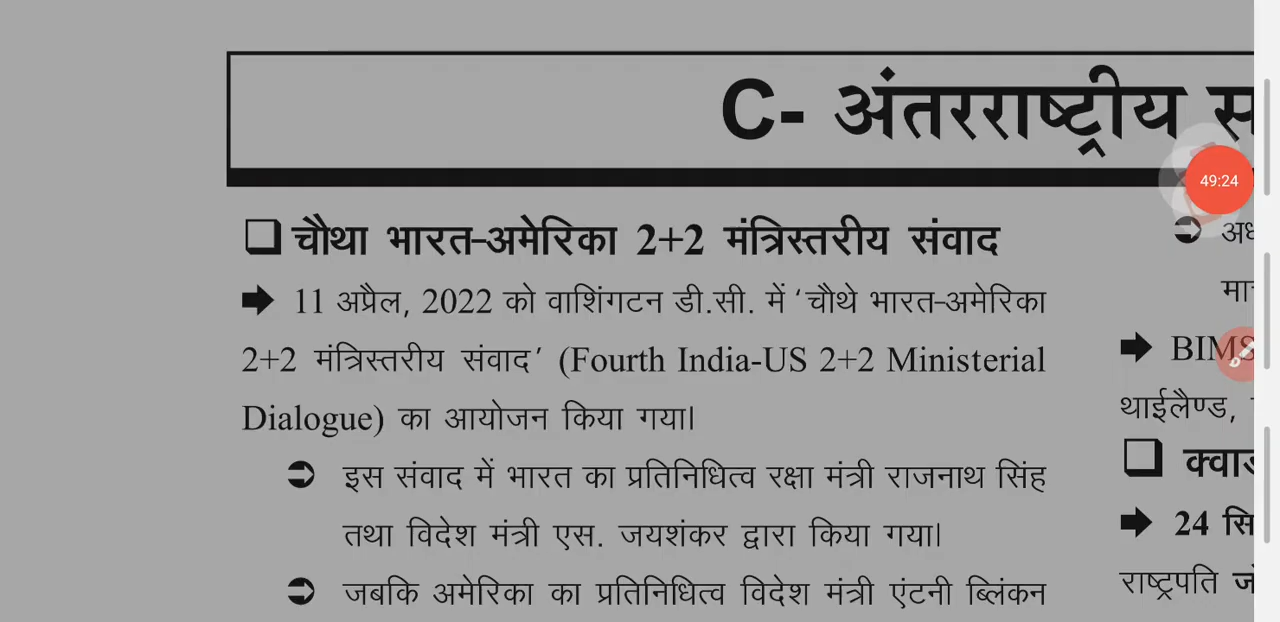 C- अंतरराष्ट्रीय
49:24
❑ चौथा भारत-अमेरिका 2+2 मंत्रिस्तरीय संवाद
➡ 11 अप्रैल, 2022 को वाशिंगटन डी.सी. में ‘चौथे भारत-अमेरिका
2+2 मंत्रिस्तरीय संवाद’ (Fourth India-US 2+2 Ministerial
Dialogue) का आयोजन किया गया।
➲ इस संवाद में भारत का प्रतिनिधित्व रक्षा मंत्री राजनाथ सिंह
तथा विदेश मंत्री एस. जयशंकर द्वारा किया गया।
➲ जबकि अमेरिका का प्रतिनिधित्व विदेश मंत्री एंटनी ब्लिंकन
थाईलैण्ड,
➡ 24
राष्ट्रपति